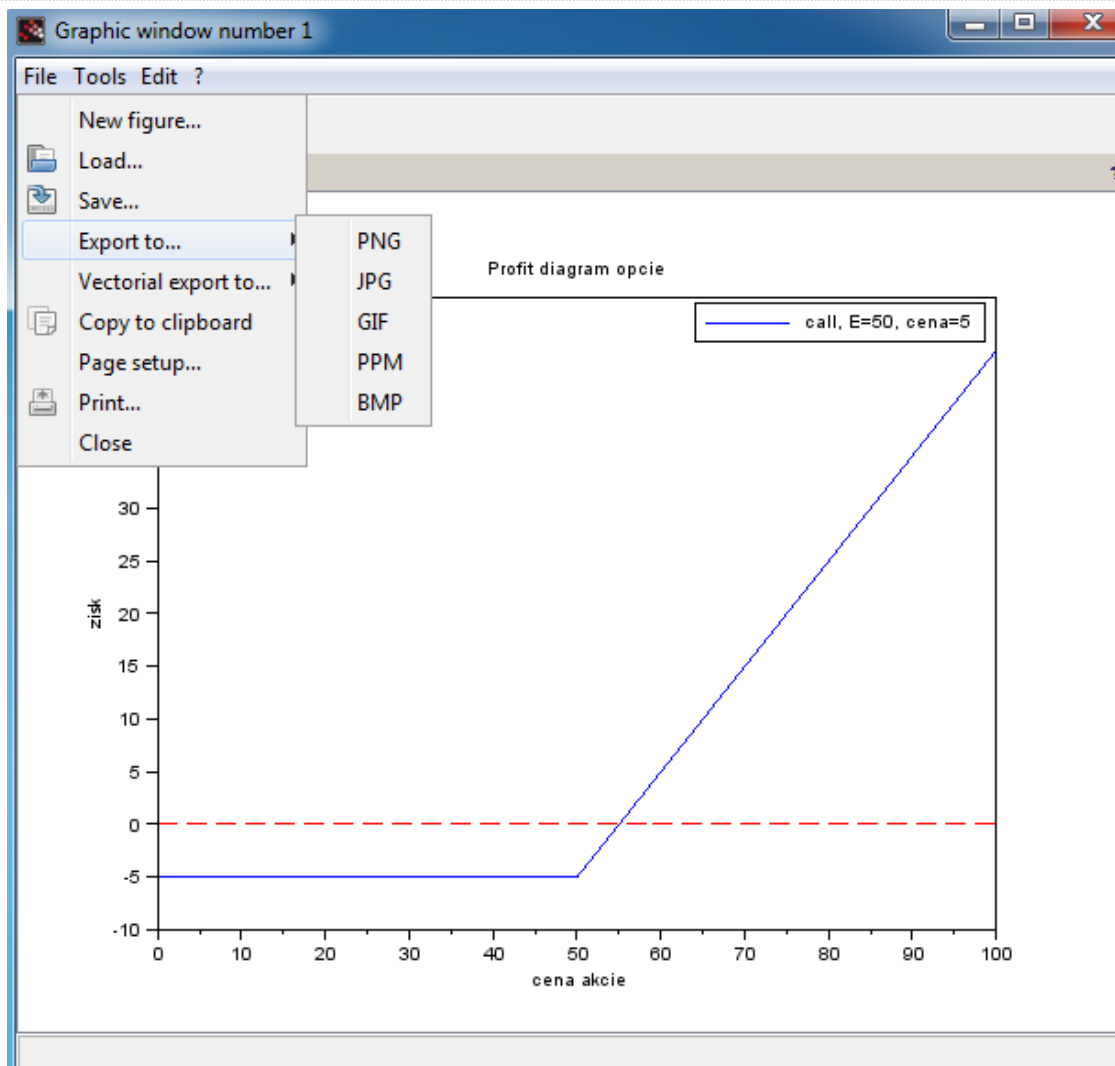 Graphic window number 1
File Tools Edit ?
New figure...
Load...
Save...
Export to...
Vectorial export to...
Copy to clipboard
Page setup...
Print...
Close
PNG
JPG
GIF
PPM
BMP
Profit diagram opcie
call, E=50, cena=5
30
25
20
15
10
5
0
-5
-10
zisk
0 10 20 30 40 50 60 70 80 90 100
cena akcie